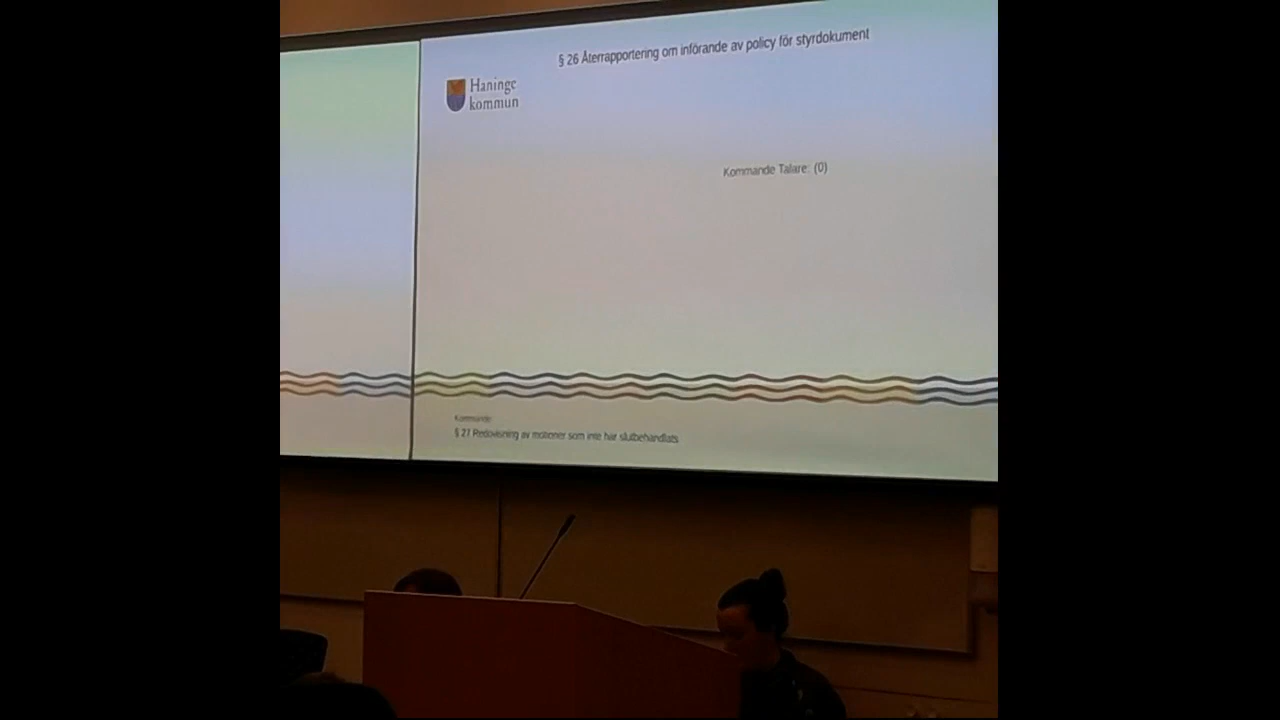 § 26 Återrapportering om införande av policy för styrdokument
Haninge
kommun
Kommande Talare: (0)
Kommande:
§ 27 Redovisning av motioner som inte har slutbehandlats